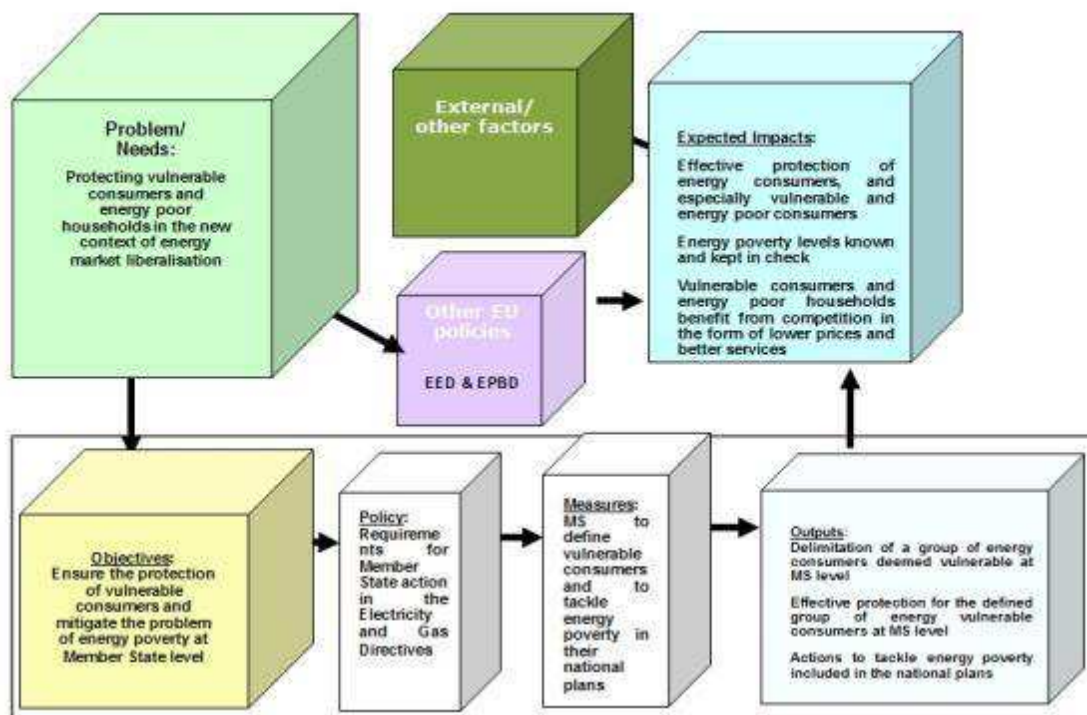 Problem/
Needs:
Protecting vulnerable
consumers and
energy poor
households in the new
context of energy
market liberalisation
External/
other factors
Other EU
policies
EED & EPBD
Expected Impacts:
Effective protection of
energy consumers, and
especially vulnerable and
energy poor consumers
Energy poverty levels known
and kept in check
Vulnerable consumers and
energy poor households
benefit from competition in
the form of lower prices and
better services
Objectives:
Ensure the protection
of vulnerable
consumers and
mitigate the problem
of energy poverty at
Member State level
Policy:
Requireme
nts for
Member
State action
in the
Electricity
and Gas
Directives
Measures:
MS to
define
vulnerable
consumers
and to
tackle
energy
poverty in
their
national
plans
Outputs:
Delimitation of a group of energy
consumers deemed vulnerable at
MS level
Effective protection for the defined
group of energy vulnerable
consumers at MS level
Actions to tackle energy poverty
included in the national plans